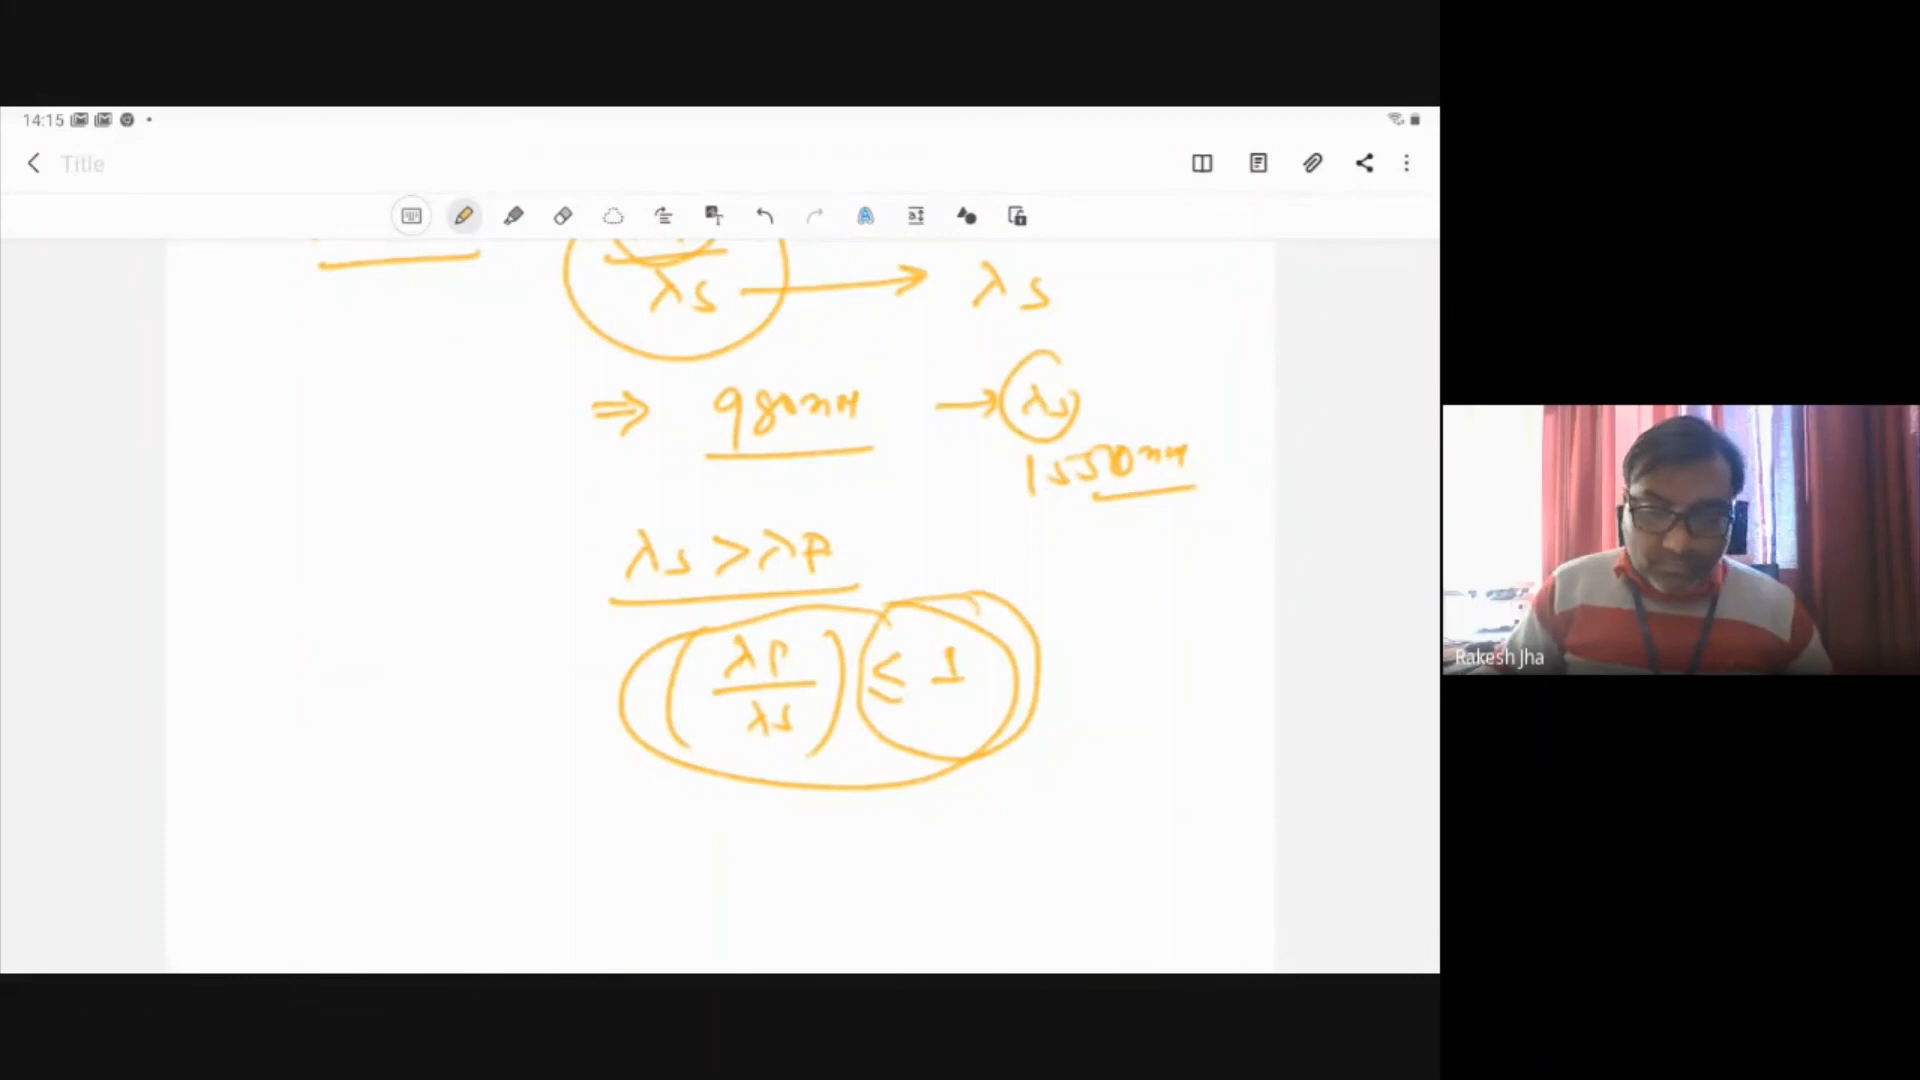 14:15
Title
λs → λs
⇒ 980nm → λs
1550nm
λs > λp
(λp/λs) ≤ 1
Rakesh Jha